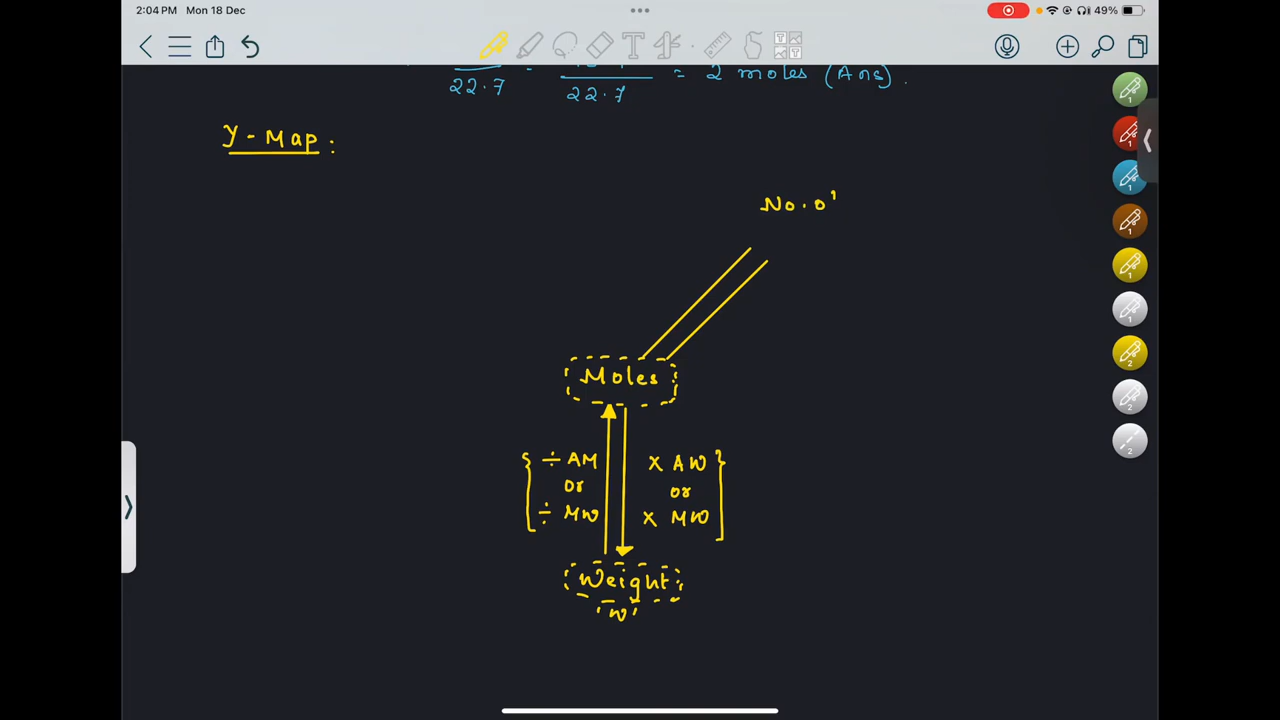 2:04 PM Mon 18 Dec
49%
22.7 = 22.7 = 2 moles (Ans).
Y-Map:
No. o'
Moles
÷ AM × AW
or or
÷ MW × MW
Weight
'W'